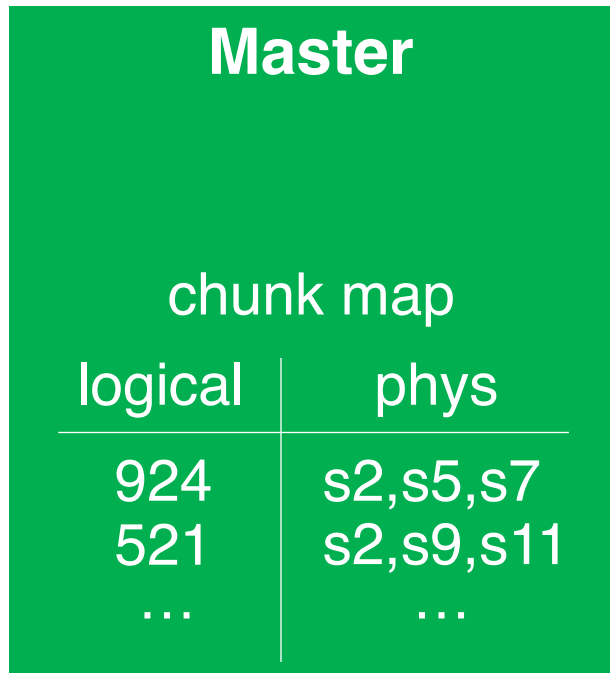 Master
chunk map
logical phys
924 s2,s5,s7
521 s2,s9,s11
… …